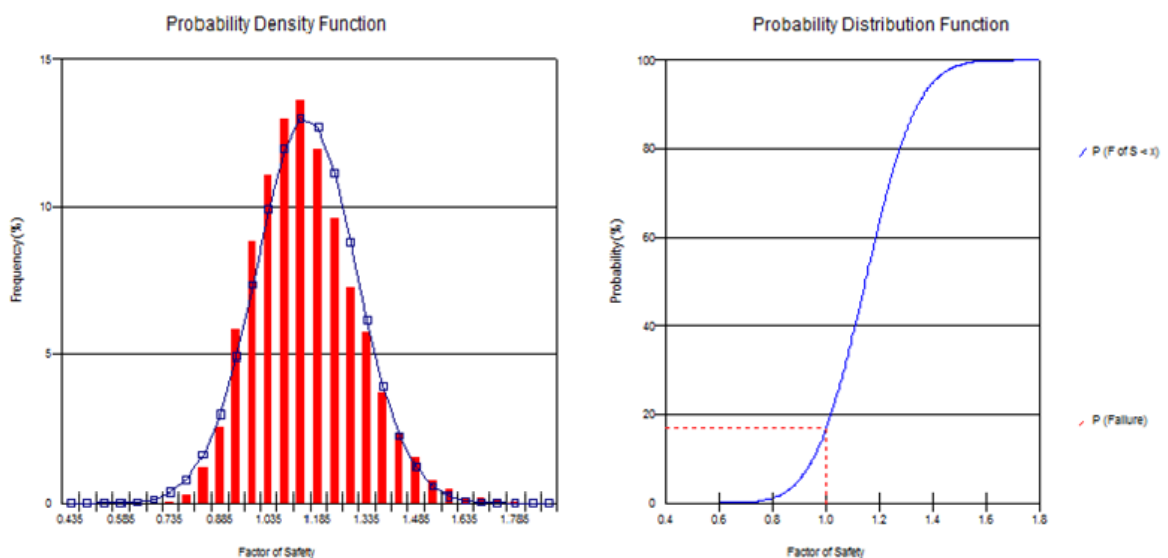 Probability Density Function
15
10
5
0
Frequency (%)
0.435 0.585 0.735 0.885 1.035 1.185 1.335 1.485 1.635 1.785
Factor of Safety
Probability Distribution Function
100
80
60
40
20
0
Probability (%)
0.4 0.6 0.8 1.0 1.2 1.4 1.6 1.8
Factor of Safety
P (F of S < x)
P (Failure)